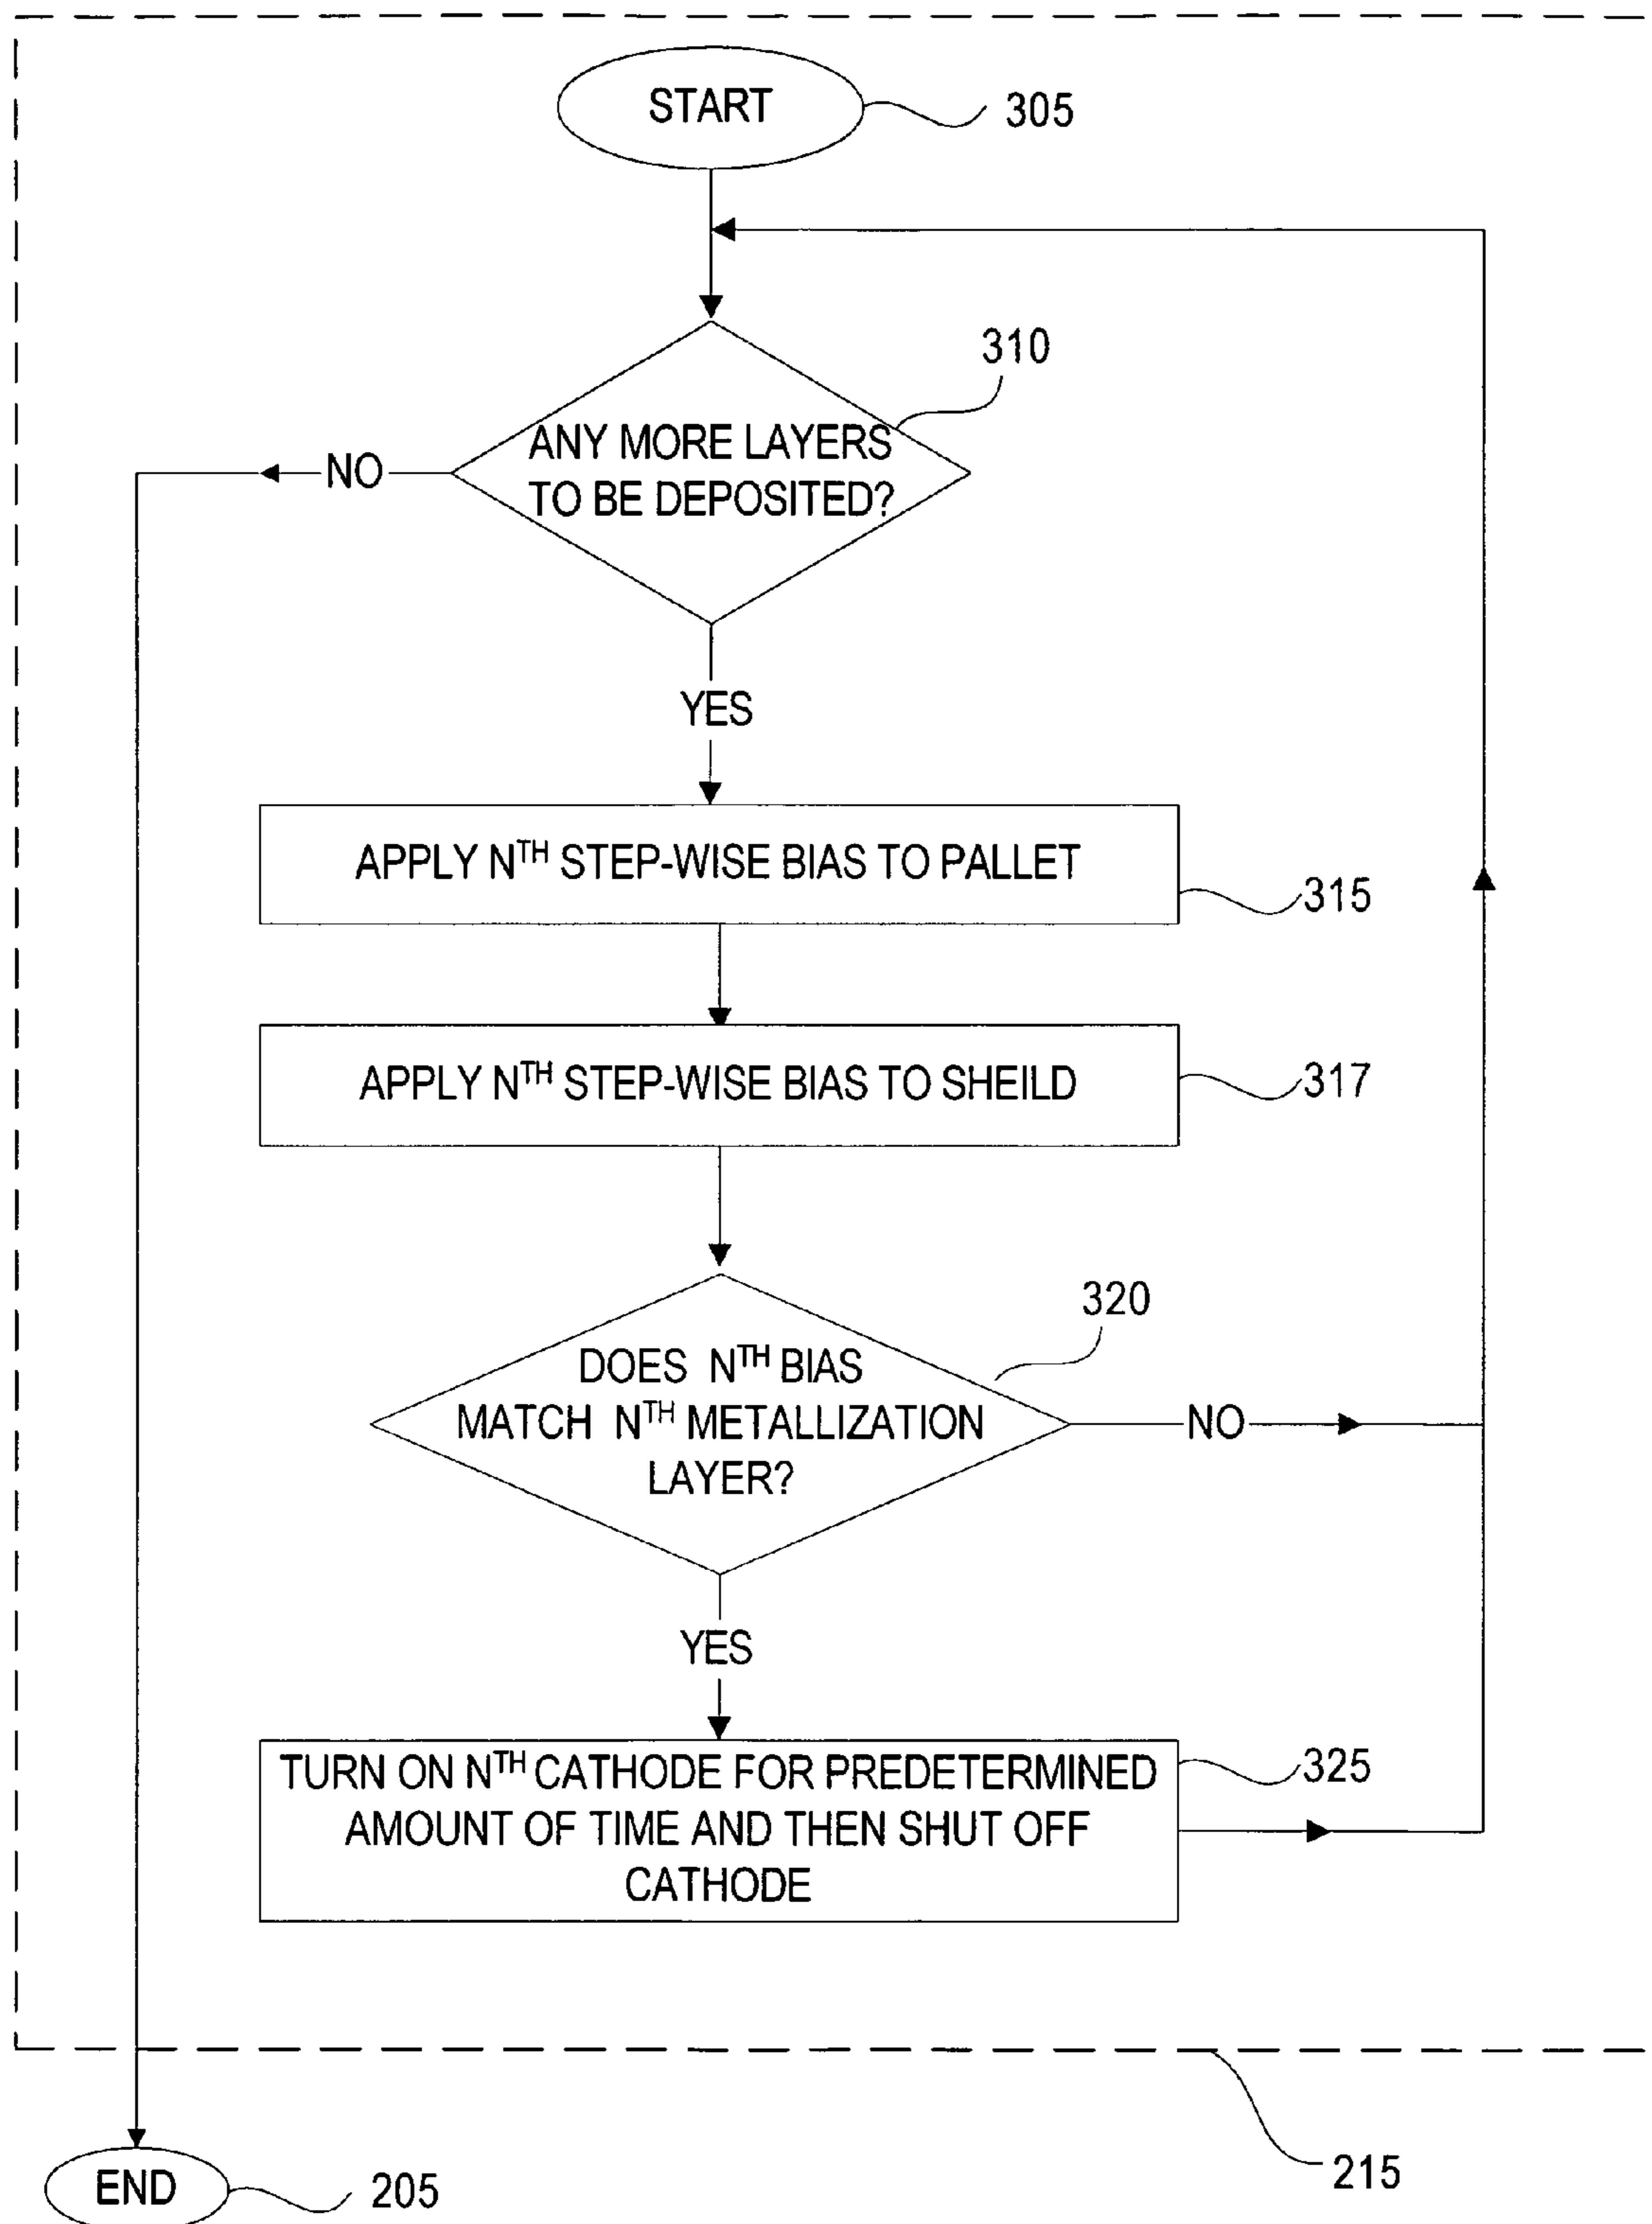 START
305
310
ANY MORE LAYERS
TO BE DEPOSITED?
NO
YES
APPLY NTH STEP-WISE BIAS TO PALLET
315
APPLY NTH STEP-WISE BIAS TO SHEILD
317
320
DOES NTH BIAS
MATCH NTH METALLIZATION
LAYER?
NO
YES
TURN ON NTH CATHODE FOR PREDETERMINED
AMOUNT OF TIME AND THEN SHUT OFF
CATHODE
325
215
END
205